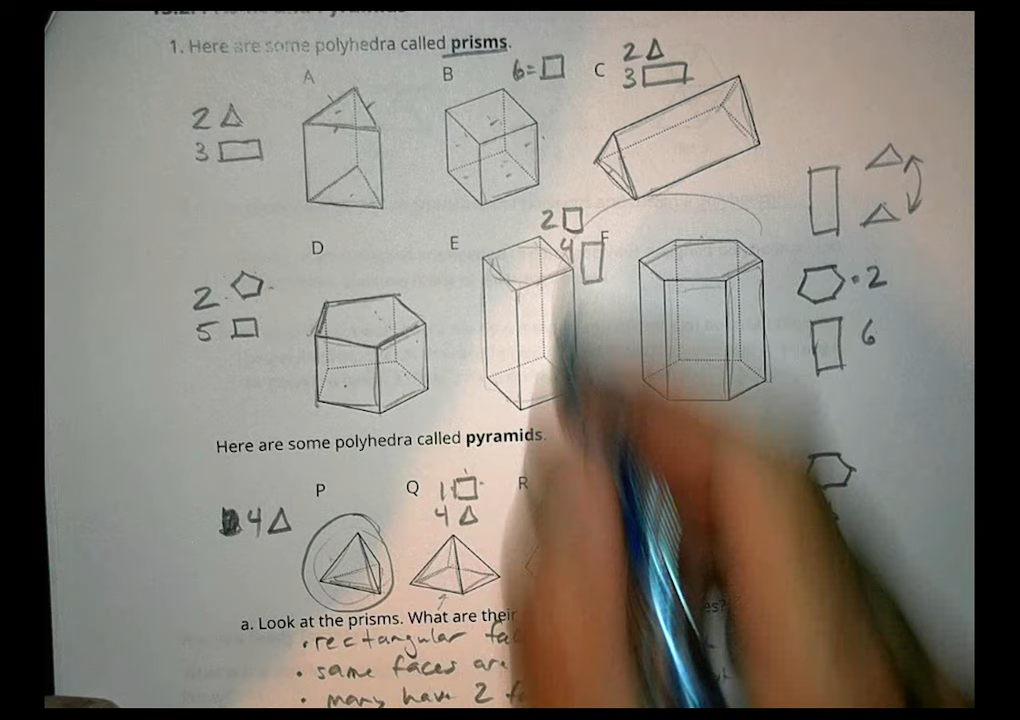 1. Here are some polyhedra called prisms.
A
B
6=
C
2
3
2
3
D
E
2
4
F
2
5
2
6
Here are some polyhedra called pyramids.
P
Q
1
R
4
4
a. Look at the prisms. What are their
es?
• rectangular
• same faces are
• many have 2